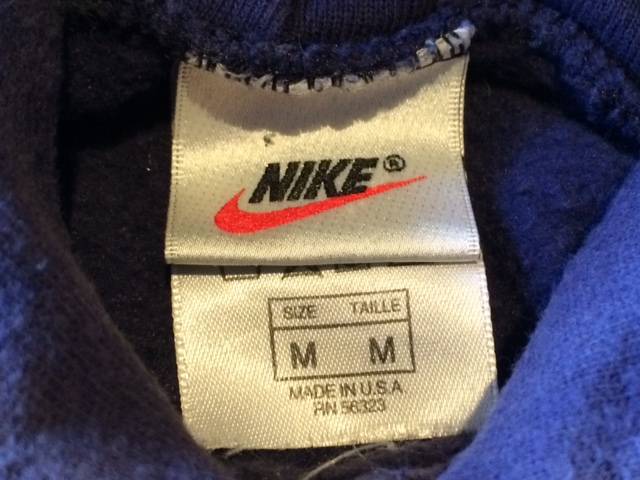 NIKE®
SIZE TAILLE
M M
MADE IN U.S.A.
RN 56323